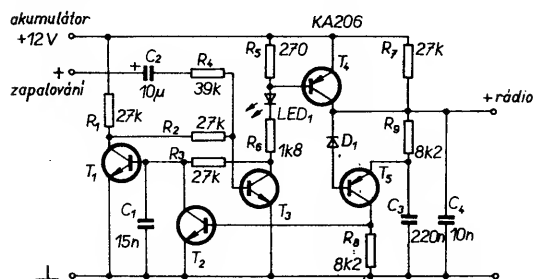 akumulátor
+12V
KA206
+ C2 R4
zapalování
10µ
39k
R5 270
T4
R7 27k
R1 27k
R2 27k
LED1
+rádio
R6 1k8
D1
R9 8k2
R3 27k
T1
C1 15n
T2
T3
T5
R8 8k2
C3 220n
C4 10n